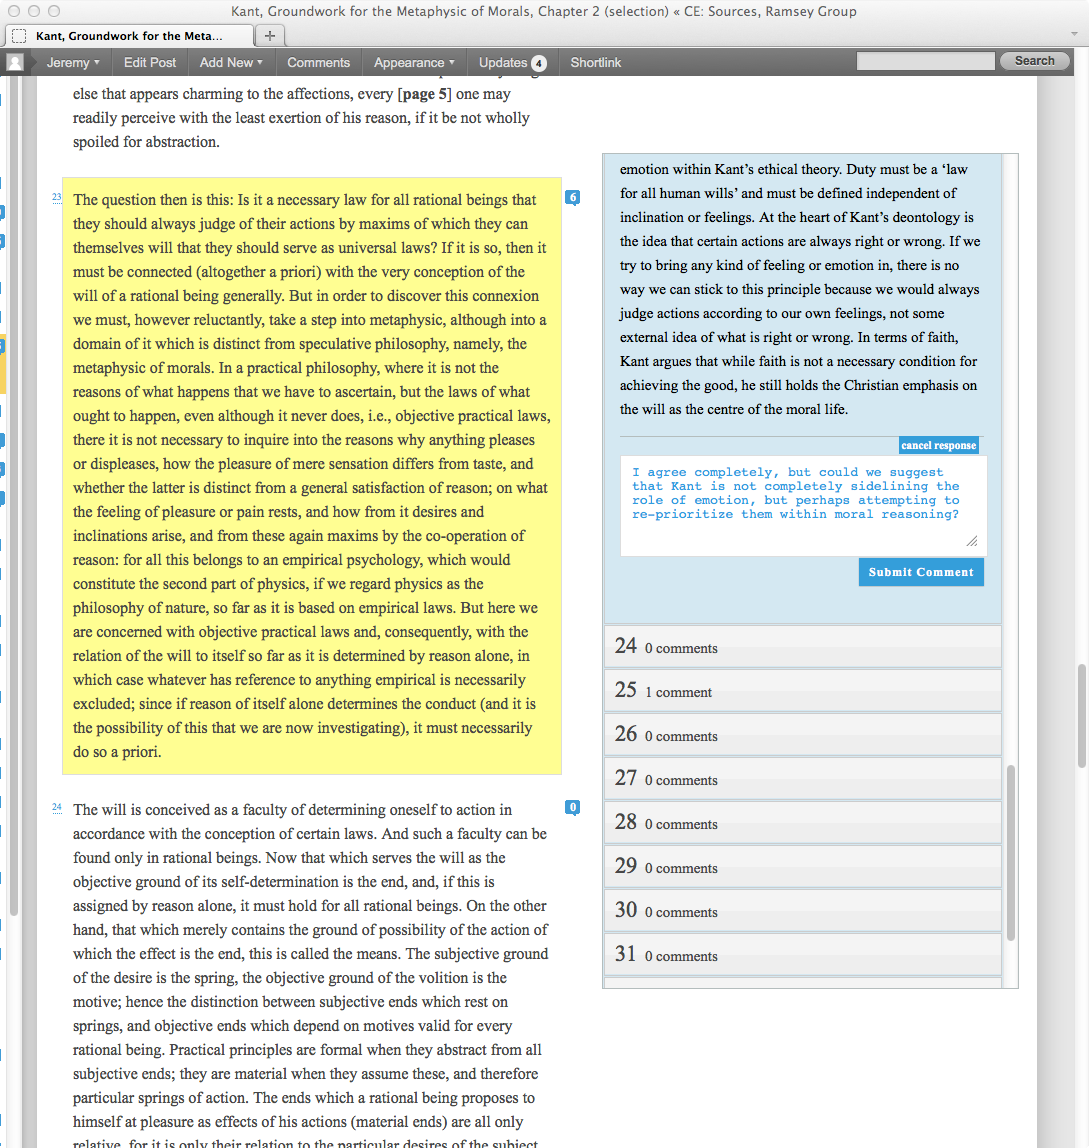 Kant, Groundwork for the Metaphysic of Morals, Chapter 2 (selection) « CE: Sources, Ramsey Group
Kant, Groundwork for the Meta...
+
Jeremy ▾ Edit Post Add New ▾ Comments Appearance ▾ Updates 4 Shortlink Search
else that appears charming to the affections, every [page 5] one may
readily perceive with the least exertion of his reason, if it be not wholly
spoiled for abstraction.
23
6
The question then is this: Is it a necessary law for all rational beings that
they should always judge of their actions by maxims of which they can
themselves will that they should serve as universal laws? If it is so, then it
must be connected (altogether a priori) with the very conception of the
will of a rational being generally. But in order to discover this connexion
we must, however reluctantly, take a step into metaphysic, although into a
domain of it which is distinct from speculative philosophy, namely, the
metaphysic of morals. In a practical philosophy, where it is not the
reasons of what happens that we have to ascertain, but the laws of what
ought to happen, even although it never does, i.e., objective practical laws,
there it is not necessary to inquire into the reasons why anything pleases
or displeases, how the pleasure of mere sensation differs from taste, and
whether the latter is distinct from a general satisfaction of reason; on what
the feeling of pleasure or pain rests, and how from it desires and
inclinations arise, and from these again maxims by the co-operation of
reason: for all this belongs to an empirical psychology, which would
constitute the second part of physics, if we regard physics as the
philosophy of nature, so far as it is based on empirical laws. But here we
are concerned with objective practical laws and, consequently, with the
relation of the will to itself so far as it is determined by reason alone, in
which case whatever has reference to anything empirical is necessarily
excluded; since if reason of itself alone determines the conduct (and it is
the possibility of this that we are now investigating), it must necessarily
do so a priori.
24
0
The will is conceived as a faculty of determining oneself to action in
accordance with the conception of certain laws. And such a faculty can be
found only in rational beings. Now that which serves the will as the
objective ground of its self-determination is the end, and, if this is
assigned by reason alone, it must hold for all rational beings. On the other
hand, that which merely contains the ground of possibility of the action of
which the effect is the end, this is called the means. The subjective ground
of the desire is the spring, the objective ground of the volition is the
motive; hence the distinction between subjective ends which rest on
springs, and objective ends which depend on motives valid for every
rational being. Practical principles are formal when they abstract from all
subjective ends; they are material when they assume these, and therefore
particular springs of action. The ends which a rational being proposes to
himself at pleasure as effects of his actions (material ends) are all only
relative, for it is only their relation to the particular desires of the subject
emotion within Kant's ethical theory. Duty must be a 'law
for all human wills' and must be defined independent of
inclination or feelings. At the heart of Kant's deontology is
the idea that certain actions are always right or wrong. If we
try to bring any kind of feeling or emotion in, there is no
way we can stick to this principle because we would always
judge actions according to our own feelings, not some
external idea of what is right or wrong. In terms of faith,
Kant argues that while faith is not a necessary condition for
achieving the good, he still holds the Christian emphasis on
the will as the centre of the moral life.
cancel response
I agree completely, but could we suggest
that Kant is not completely sidelining the
role of emotion, but perhaps attempting to
re-prioritize them within moral reasoning?
Submit Comment
24 0 comments
25 1 comment
26 0 comments
27 0 comments
28 0 comments
29 0 comments
30 0 comments
31 0 comments